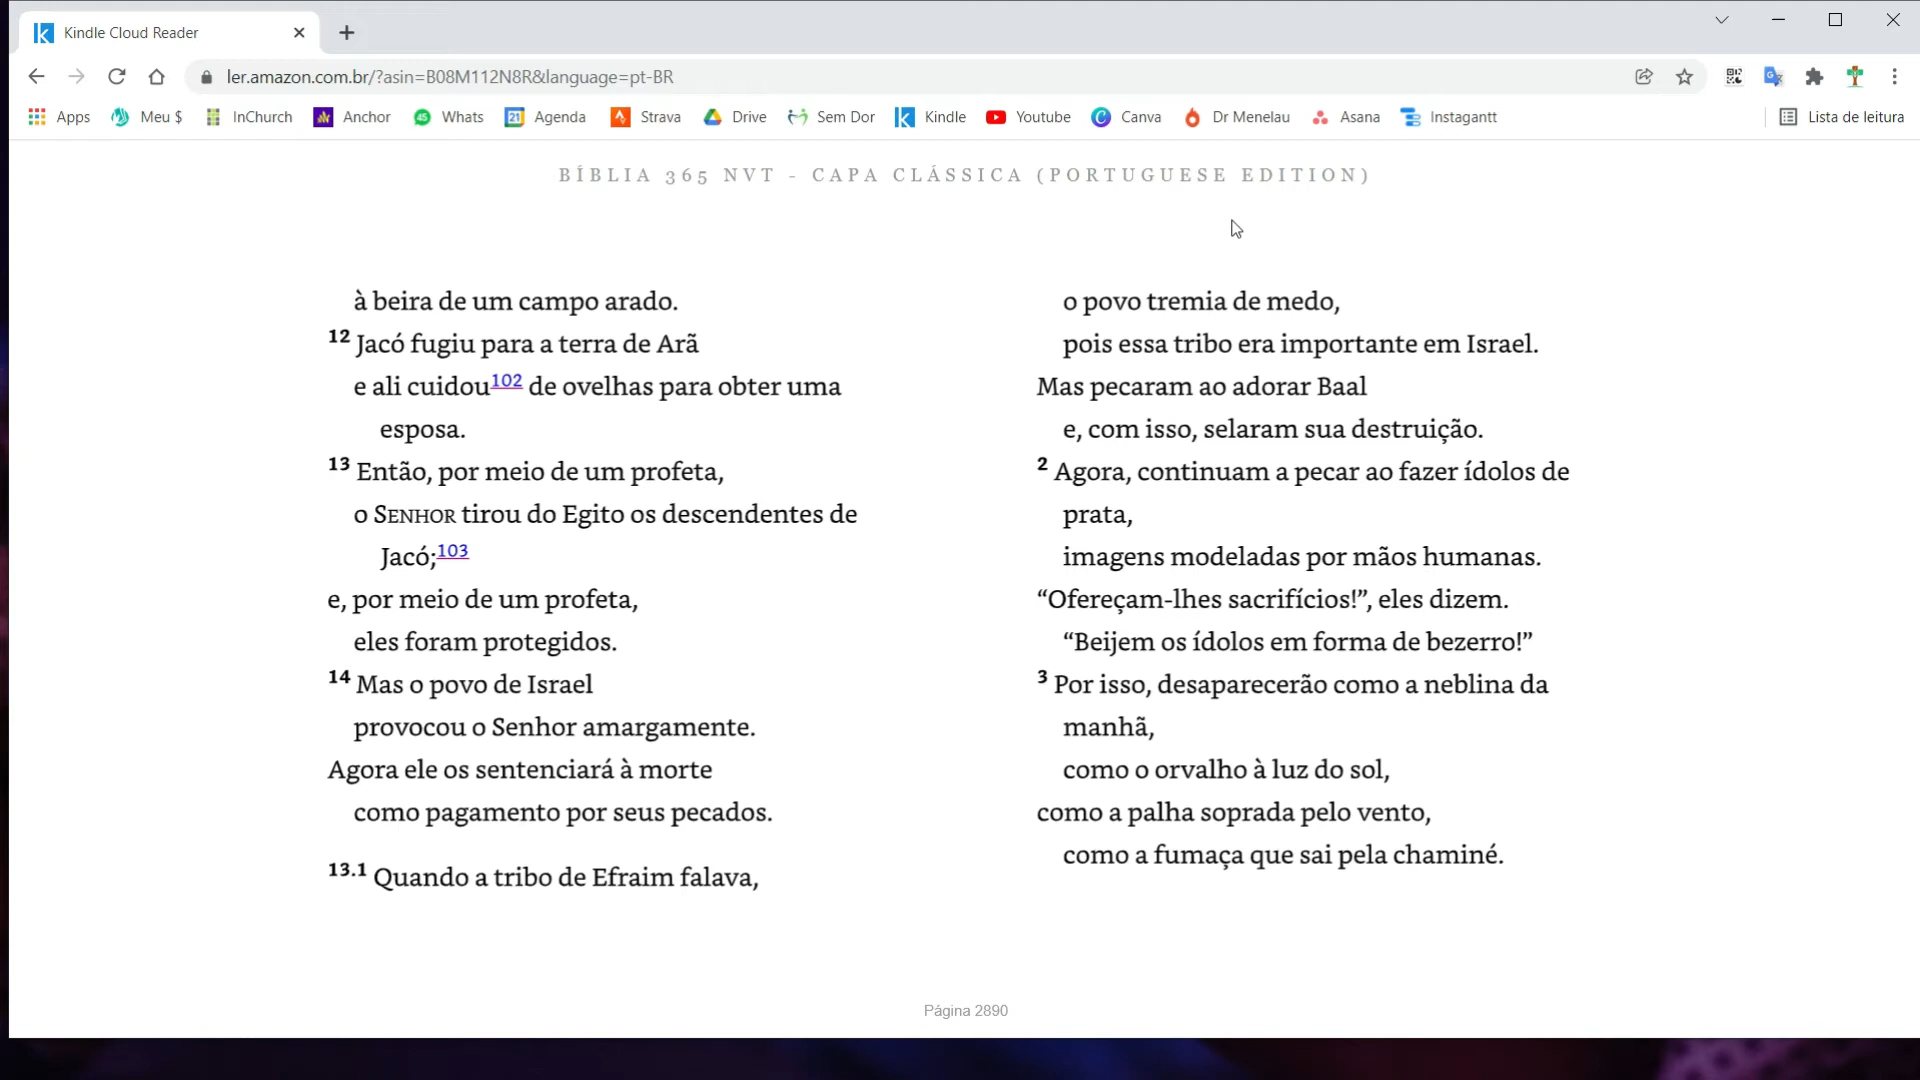 Kindle Cloud Reader
ler.amazon.com.br/?asin=B08M112N8R&language=pt-BR
Apps Meu $ InChurch Anchor 45 Whats 21 Agenda Strava Drive Sem Dor Kindle Youtube Canva Dr Menelau Asana Instagantt Lista de leitura
BÍBLIA 365 NVT - CAPA CLÁSSICA (PORTUGUESE EDITION)
à beira de um campo arado.
12 Jacó fugiu para a terra de Arã
e ali cuidou102 de ovelhas para obter uma
esposa.
13 Então, por meio de um profeta,
o SENHOR tirou do Egito os descendentes de
Jacó;103
e, por meio de um profeta,
eles foram protegidos.
14 Mas o povo de Israel
provocou o Senhor amargamente.
Agora ele os sentenciará à morte
como pagamento por seus pecados.
13.1 Quando a tribo de Efraim falava,
o povo tremia de medo,
pois essa tribo era importante em Israel.
Mas pecaram ao adorar Baal
e, com isso, selaram sua destruição.
2 Agora, continuam a pecar ao fazer ídolos de
prata,
imagens modeladas por mãos humanas.
“Ofereçam-lhes sacrifícios!”, eles dizem.
“Beijem os ídolos em forma de bezerro!”
3 Por isso, desaparecerão como a neblina da
manhã,
como o orvalho à luz do sol,
como a palha soprada pelo vento,
como a fumaça que sai pela chaminé.
Página 2890